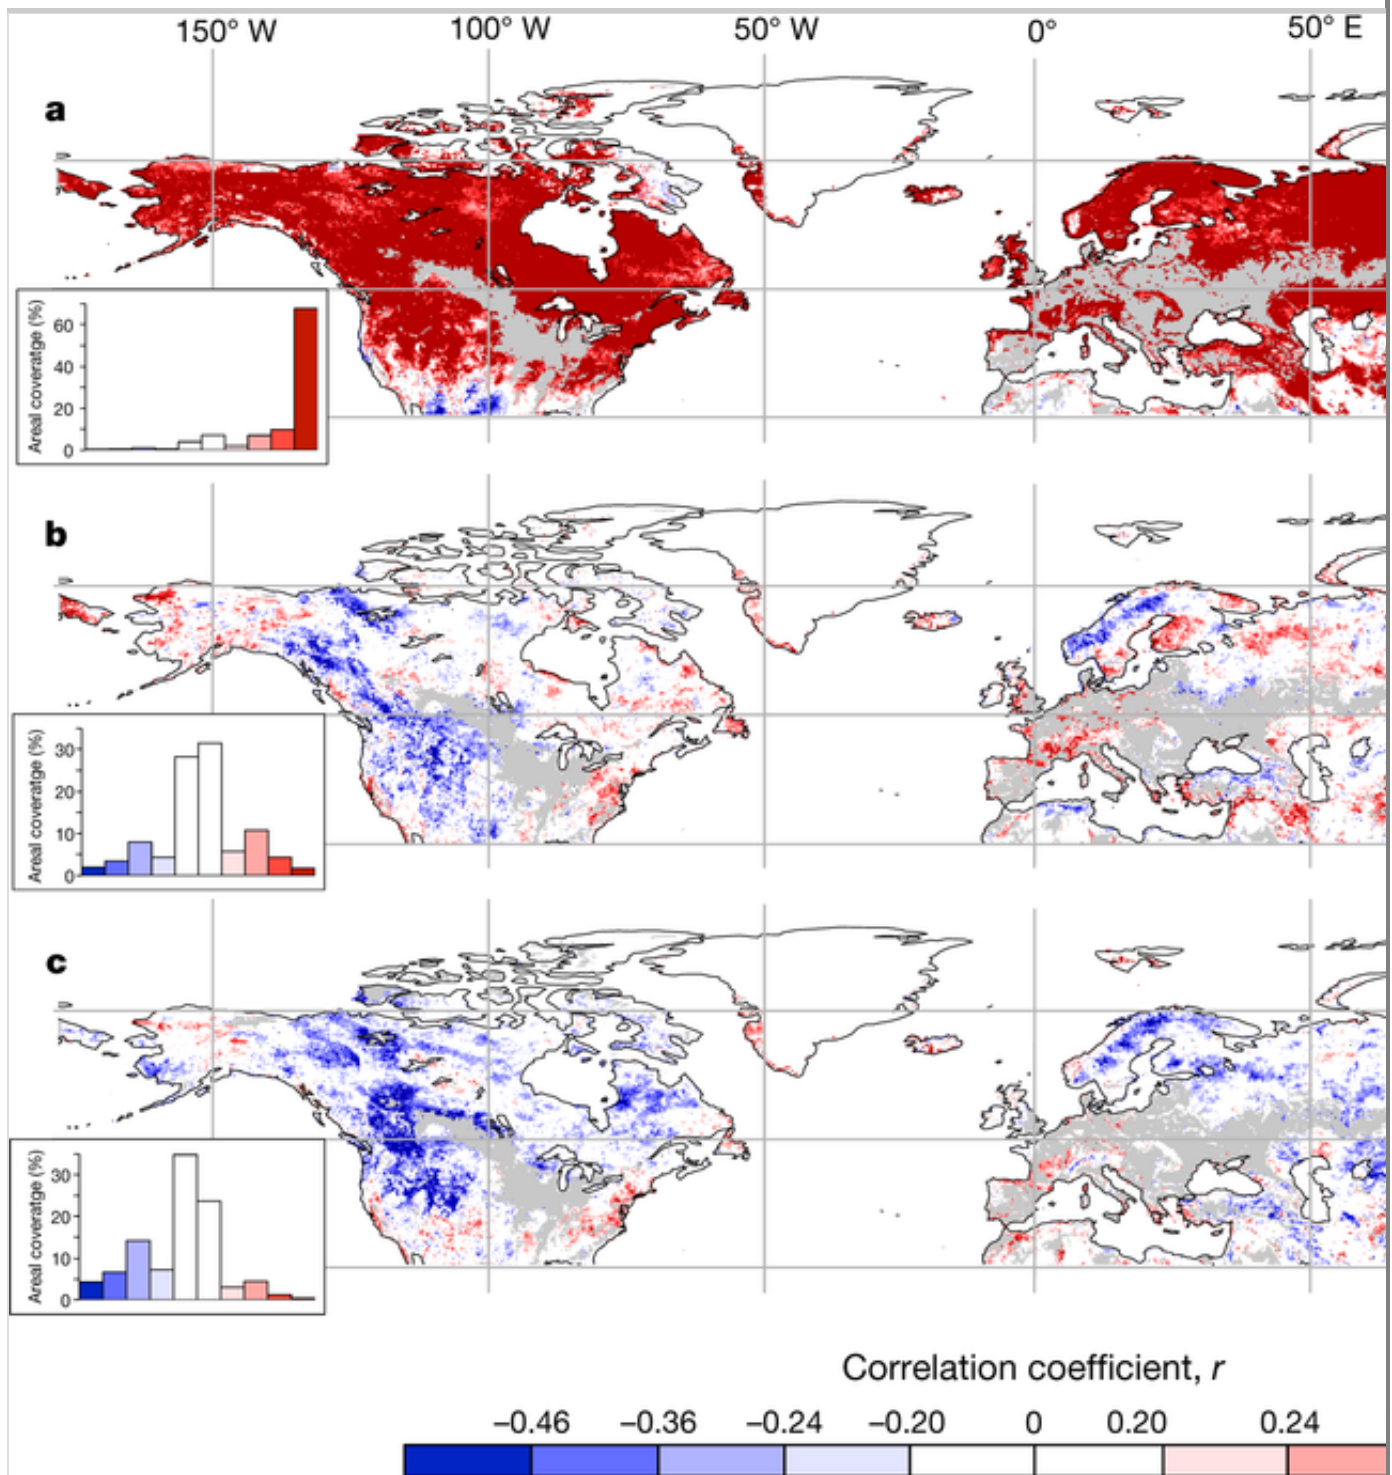 150° W 100° W 50° W 0° 50° E
a
Areal coveratge (%)
60
40
20
0
b
Areal coveratge (%)
30
20
10
0
c
Areal coveratge (%)
30
20
10
0
Correlation coefficient, r
−0.46 −0.36 −0.24 −0.20 0 0.20 0.24